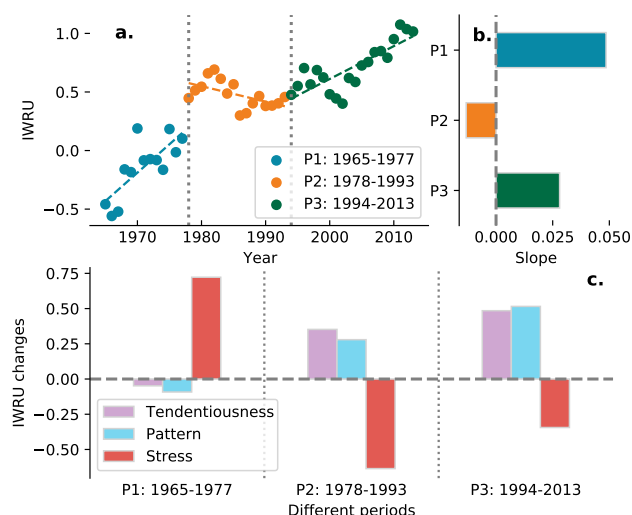 a.
IWRU
1.0
0.5
0.0
−0.5
P1: 1965-1977
P2: 1978-1993
P3: 1994-2013
1970
1980
1990
2000
2010
Year
b.
P1
P2
P3
0.000
0.025
0.050
Slope
c.
IWRU changes
0.75
0.50
0.25
0.00
−0.25
−0.50
Tendentiousness
Pattern
Stress
P1: 1965-1977
P2: 1978-1993
P3: 1994-2013
Different periods